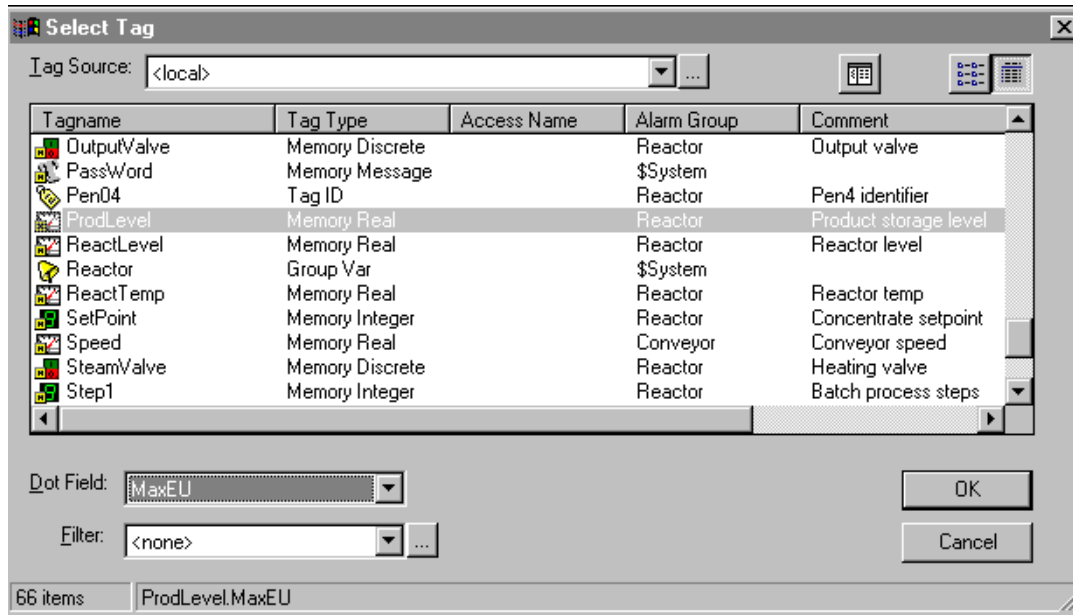 Select Tag
Tag Source: <local> ...
Tagname Tag Type Access Name Alarm Group Comment
OutputValve Memory Discrete Reactor Output valve
PassWord Memory Message $System
Pen04 Tag ID Reactor Pen4 identifier
ProdLevel Memory Real Reactor Product storage level
ReactLevel Memory Real Reactor Reactor level
Reactor Group Var $System
ReactTemp Memory Real Reactor Reactor temp
SetPoint Memory Integer Reactor Concentrate setpoint
Speed Memory Real Conveyor Conveyor speed
SteamValve Memory Discrete Reactor Heating valve
Step1 Memory Integer Reactor Batch process steps
Dot Field: MaxEU OK
Filter: <none> ... Cancel
66 items ProdLevel.MaxEU